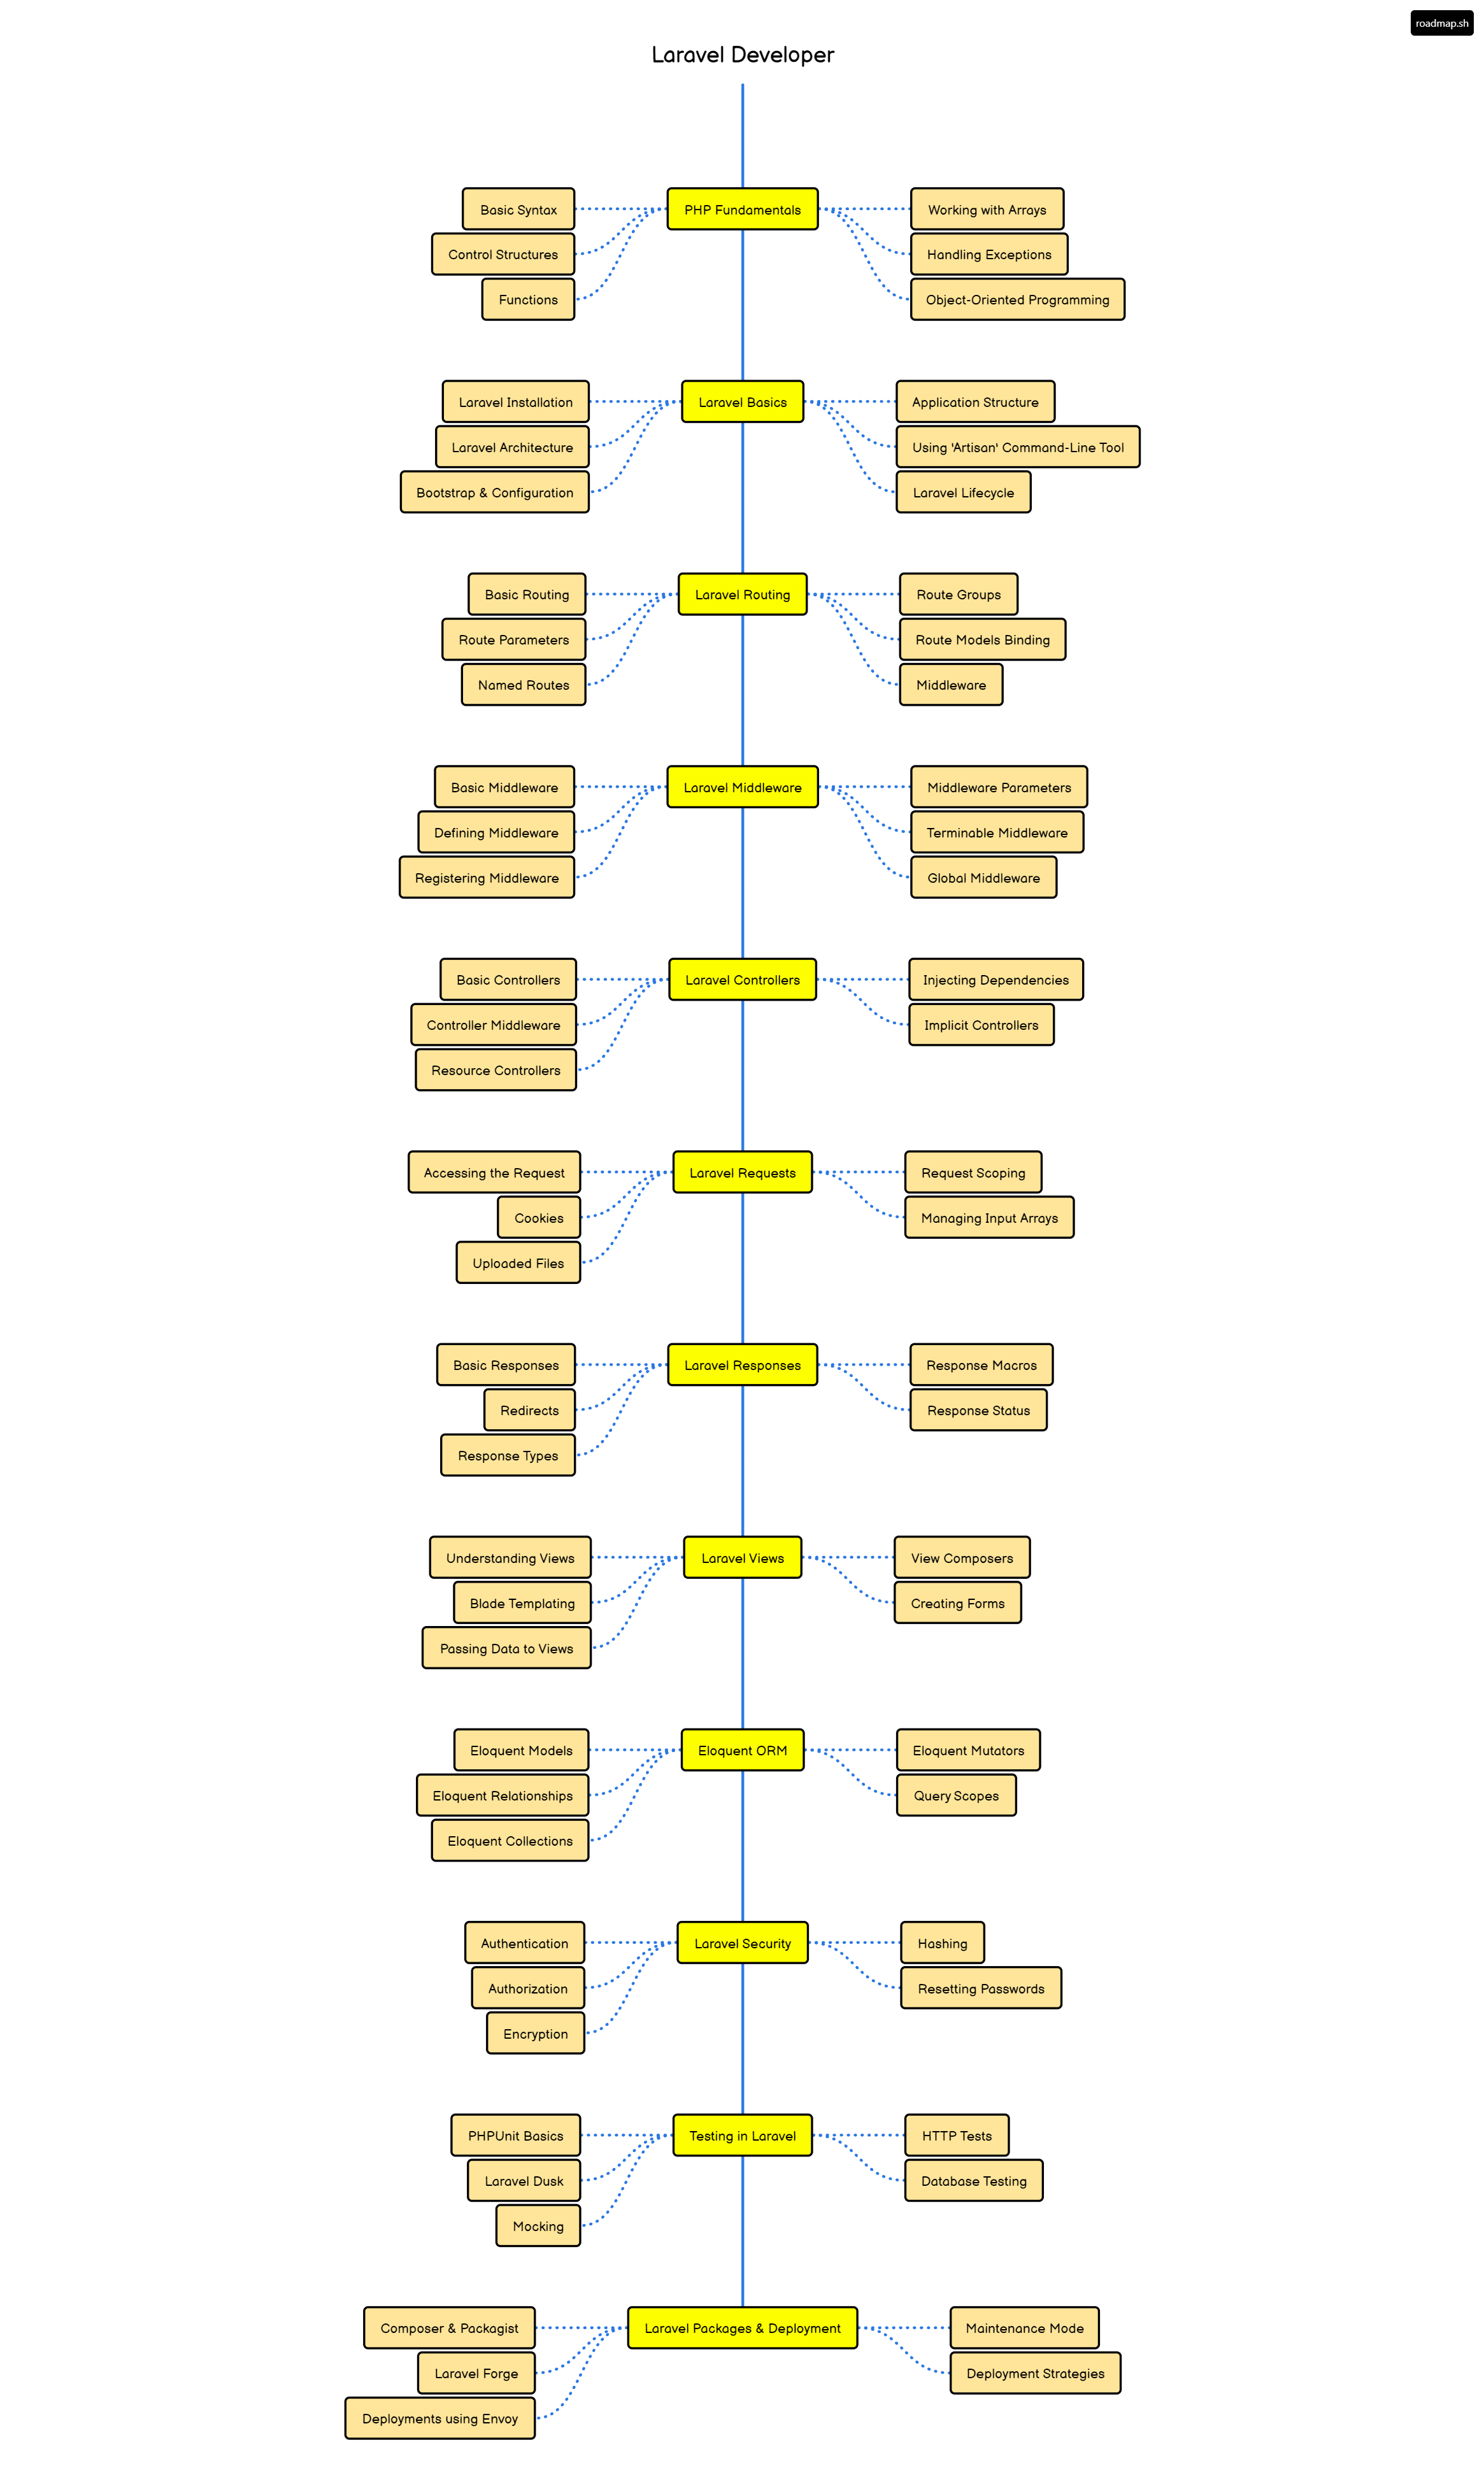 roadmap.sh
Laravel Developer
PHP Fundamentals
Basic Syntax
Control Structures
Functions
Working with Arrays
Handling Exceptions
Object-Oriented Programming
Laravel Basics
Laravel Installation
Laravel Architecture
Bootstrap & Configuration
Application Structure
Using 'Artisan' Command-Line Tool
Laravel Lifecycle
Laravel Routing
Basic Routing
Route Parameters
Named Routes
Route Groups
Route Models Binding
Middleware
Laravel Middleware
Basic Middleware
Defining Middleware
Registering Middleware
Middleware Parameters
Terminable Middleware
Global Middleware
Laravel Controllers
Basic Controllers
Controller Middleware
Resource Controllers
Injecting Dependencies
Implicit Controllers
Laravel Requests
Accessing the Request
Cookies
Uploaded Files
Request Scoping
Managing Input Arrays
Laravel Responses
Basic Responses
Redirects
Response Types
Response Macros
Response Status
Laravel Views
Understanding Views
Blade Templating
Passing Data to Views
View Composers
Creating Forms
Eloquent ORM
Eloquent Models
Eloquent Relationships
Eloquent Collections
Eloquent Mutators
Query Scopes
Laravel Security
Authentication
Authorization
Encryption
Hashing
Resetting Passwords
Testing in Laravel
PHPUnit Basics
Laravel Dusk
Mocking
HTTP Tests
Database Testing
Laravel Packages & Deployment
Composer & Packagist
Laravel Forge
Deployments using Envoy
Maintenance Mode
Deployment Strategies